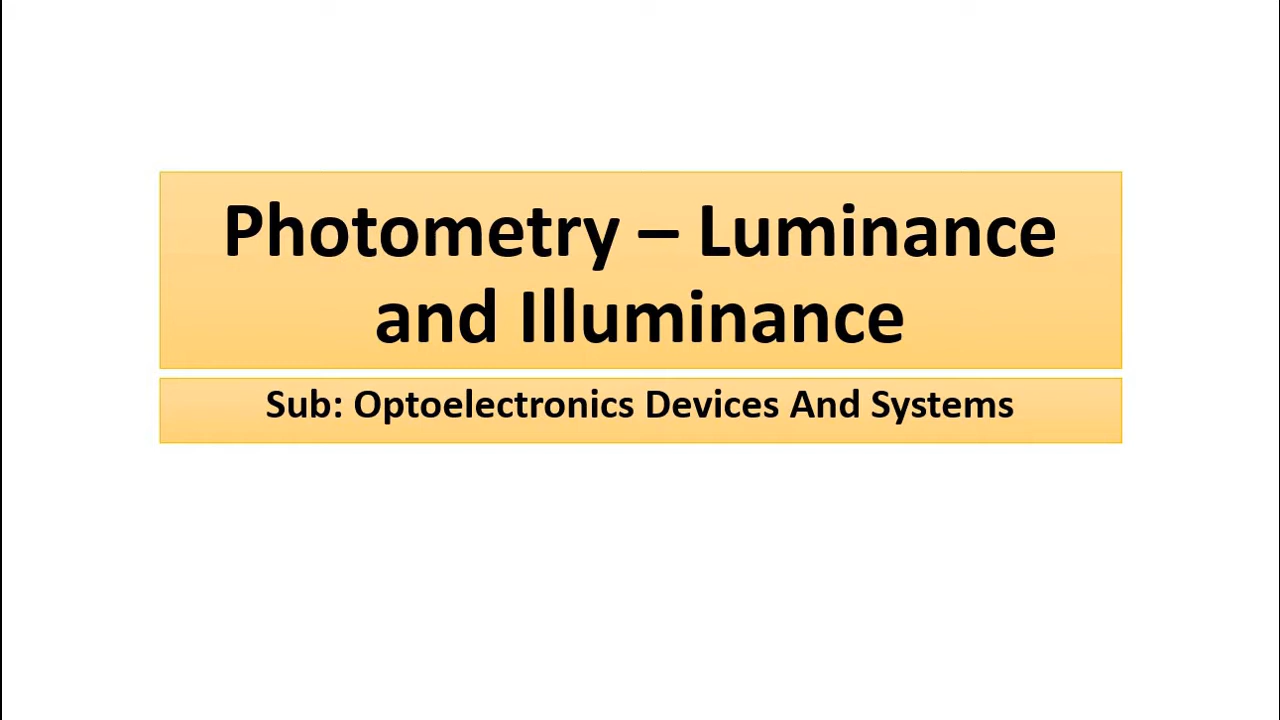 Photometry – Luminance
and Illuminance
Sub: Optoelectronics Devices And Systems